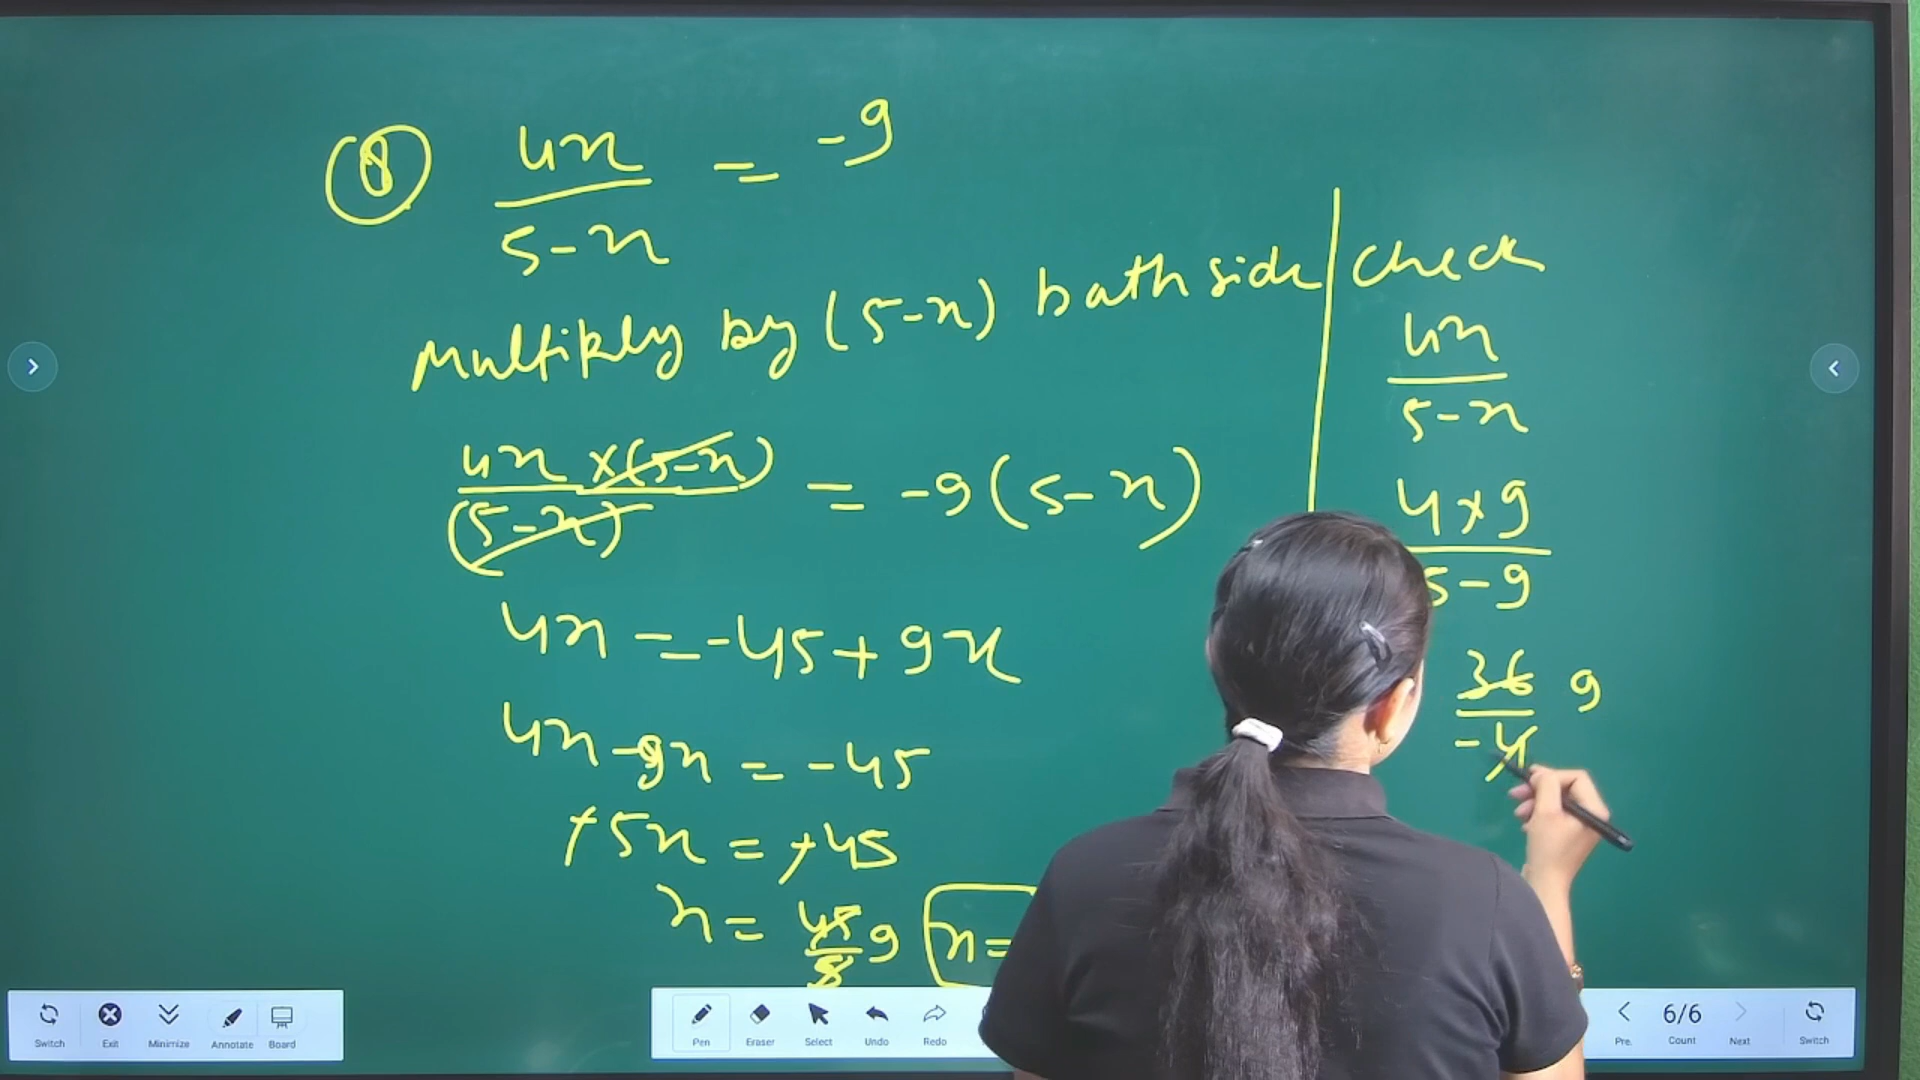 8 4x/(5-x) = -9
Multiply by (5-x) bath side
4x × (5-x)/(5-x) = -9(5-x)
4x = -45 + 9x
4x - 9x = -45
+5x = +45
x = 45/5 9 x =
check
4x/(5-x)
4×9/(5-9)
36/-4 9
Switch Exit Minimize Annotate Board
Pen Eraser Select Undo Redo
6/6
Pre. Count Next Switch